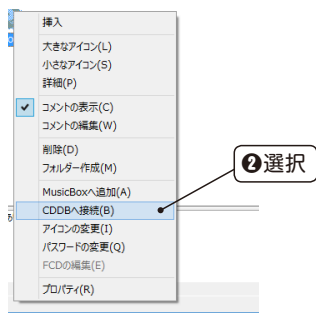 挿入
大きなアイコン(L)
小さなアイコン(S)
詳細(P)
コメントの表示(C)
コメントの編集(W)
削除(D)
フォルダー作成(M)
MusicBoxへ追加(A)
CDDBへ接続(B)
アイコンの変更(I)
パスワードの変更(Q)
FCDの編集(E)
プロパティ(R)
❷選択